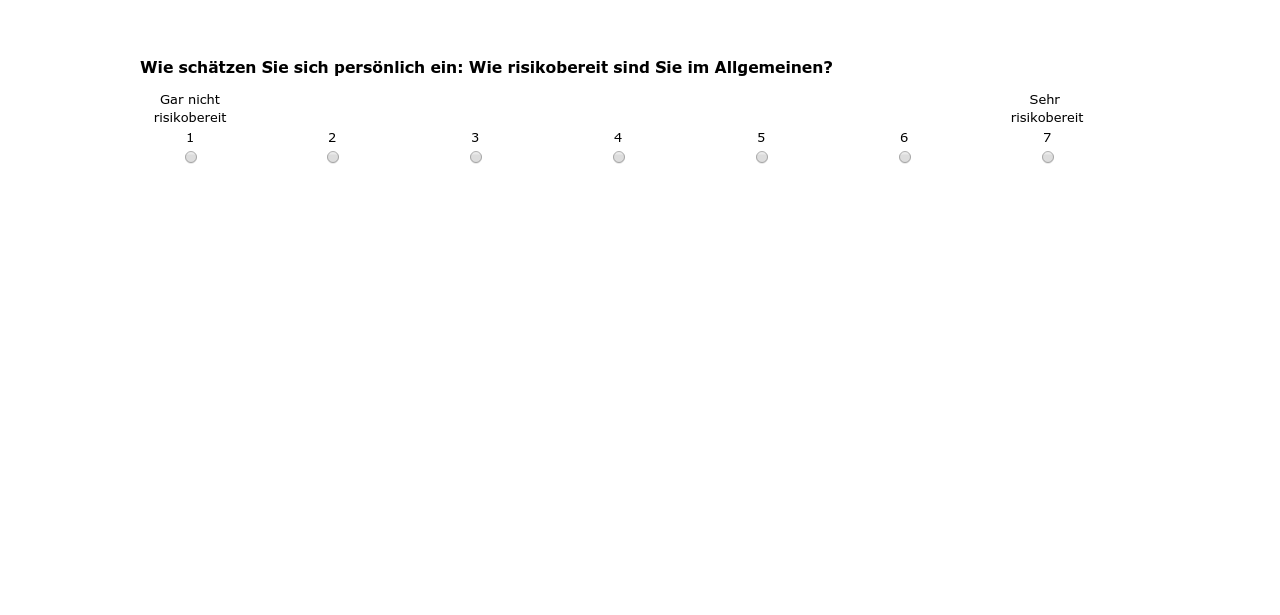 Wie schätzen Sie sich persönlich ein: Wie risikobereit sind Sie im Allgemeinen?
Gar nicht
risikobereit
Sehr
risikobereit
1 2 3 4 5 6 7